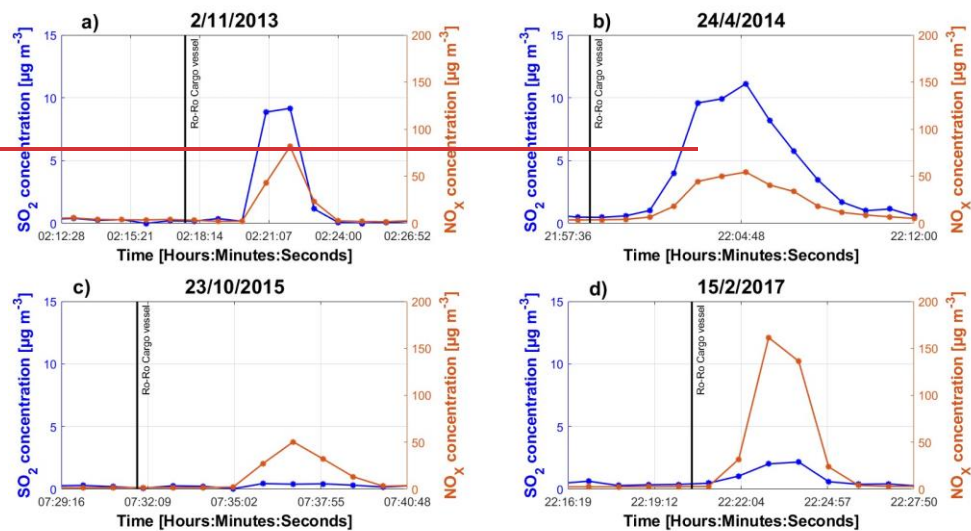 a) 2/11/2013
SO2 concentration [µg m-3]
15
10
5
0
Ro-Ro Cargo vessel
200
150
100
50
0
NOX concentration [µg m-3]
02:12:28 02:15:21 02:18:14 02:21:07 02:24:00 02:26:52
Time [Hours:Minutes:Seconds]
b) 24/4/2014
SO2 concentration [µg m-3]
15
10
5
0
Ro-Ro Cargo vessel
200
150
100
50
0
NOX concentration [µg m-3]
21:57:36 22:04:48 22:12:00
Time [Hours:Minutes:Seconds]
c) 23/10/2015
SO2 concentration [µg m-3]
15
10
5
0
Ro-Ro Cargo vessel
200
150
100
50
0
NOX concentration [µg m-3]
07:29:16 07:32:09 07:35:02 07:37:55 07:40:48
Time [Hours:Minutes:Seconds]
d) 15/2/2017
SO2 concentration [µg m-3]
15
10
5
0
Ro-Ro Cargo vessel
200
150
100
50
0
NOX concentration [µg m-3]
22:16:19 22:19:12 22:22:04 22:24:57 22:27:50
Time [Hours:Minutes:Seconds]